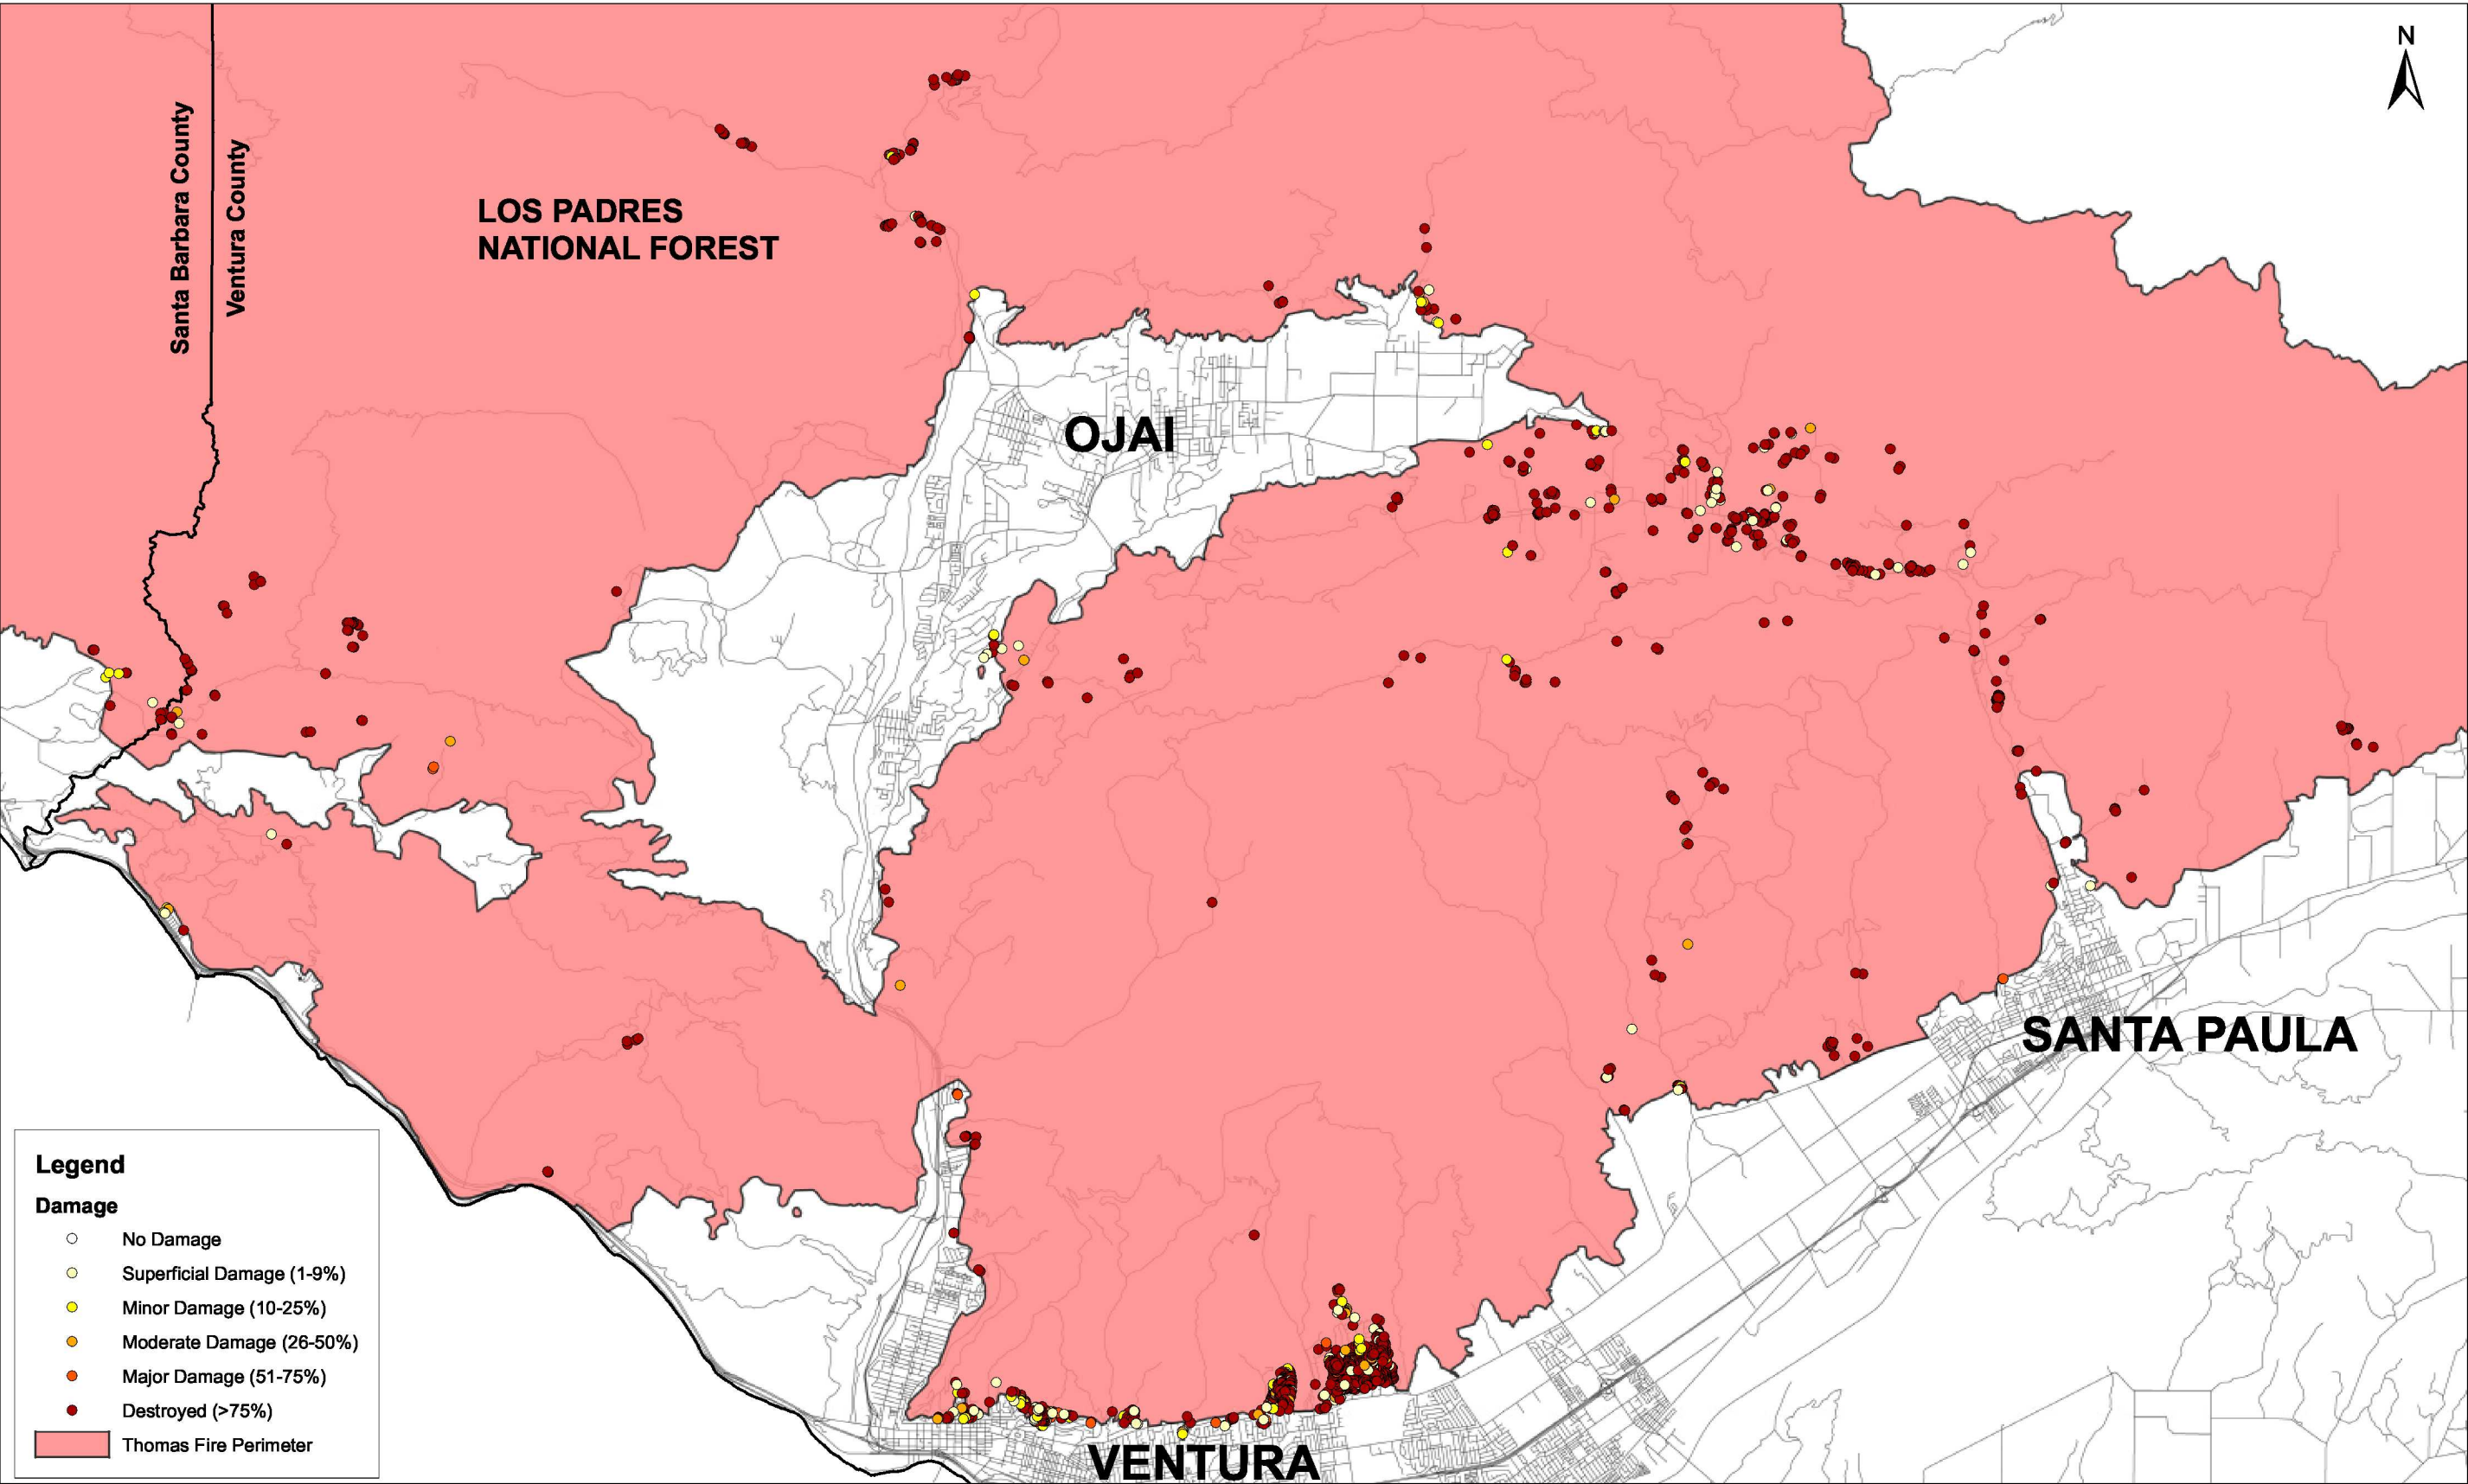 N
Santa Barbara County
Ventura County
LOS PADRES
NATIONAL FOREST
OJAI
SANTA PAULA
VENTURA
Legend
Damage
No Damage
Superficial Damage (1-9%)
Minor Damage (10-25%)
Moderate Damage (26-50%)
Major Damage (51-75%)
Destroyed (>75%)
Thomas Fire Perimeter